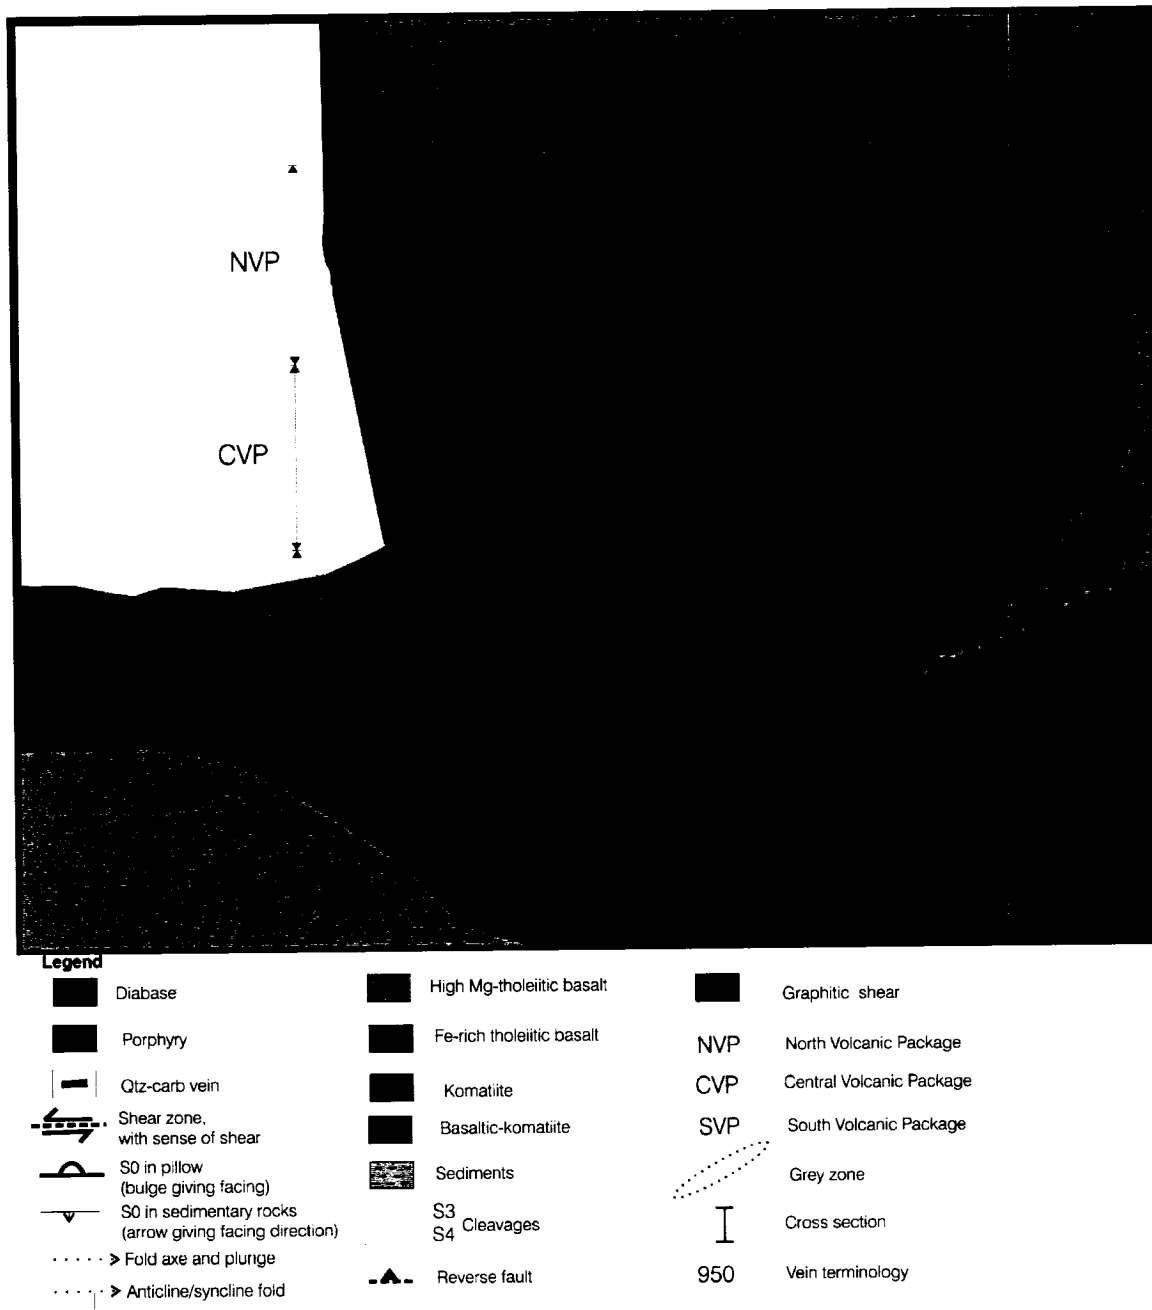 NVP
CVP
Legend
Diabase
Porphyry
Qtz-carb vein
Shear zone,
with sense of shear
S0 in pillow
(bulge giving facing)
S0 in sedimentary rocks
(arrow giving facing direction)
Fold axe and plunge
Anticline/syncline fold
High Mg-tholeiitic basalt
Fe-rich tholeiitic basalt
Komatiite
Basaltic-komatiite
Sediments
S3
S4 Cleavages
Reverse fault
Graphitic shear
NVP North Volcanic Package
CVP Central Volcanic Package
SVP South Volcanic Package
Grey zone
Cross section
950 Vein terminology